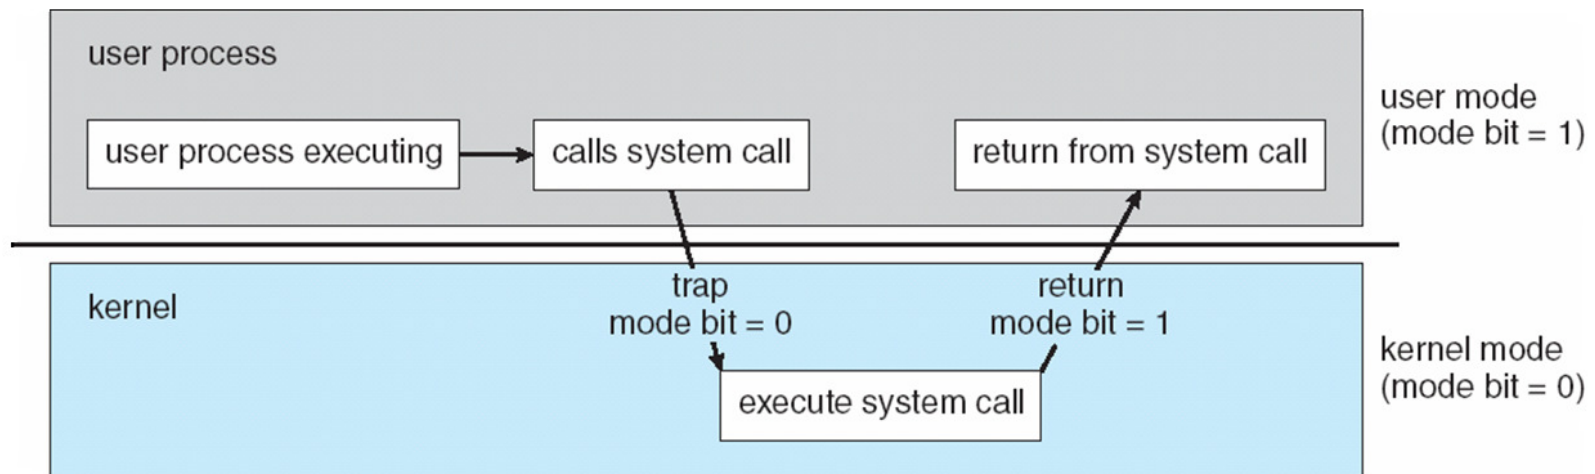 user process
user process executing
calls system call
return from system call
user mode
(mode bit = 1)
kernel
trap
mode bit = 0
return
mode bit = 1
execute system call
kernel mode
(mode bit = 0)